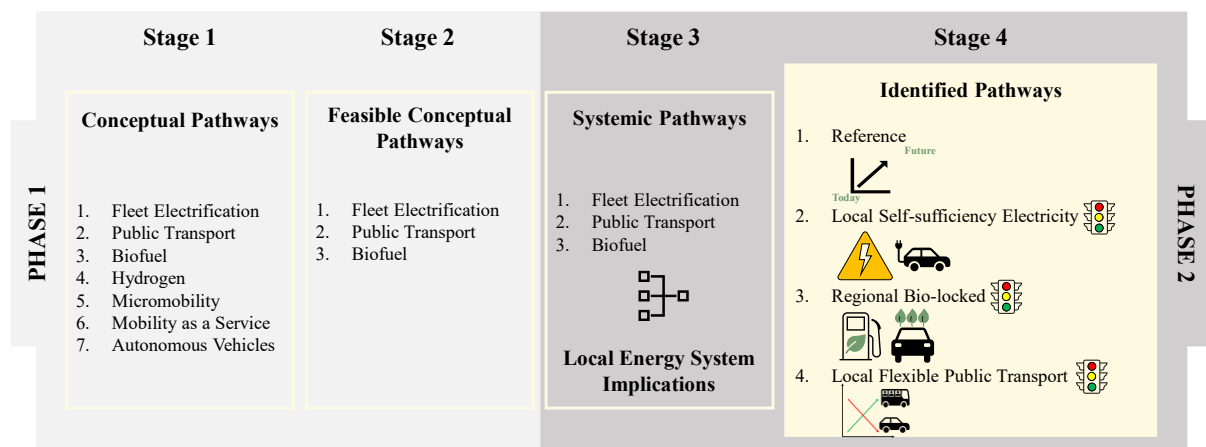 Stage 1
Stage 2
Stage 3
Stage 4
PHASE 1
Conceptual Pathways
1. Fleet Electrification
2. Public Transport
3. Biofuel
4. Hydrogen
5. Micromobility
6. Mobility as a Service
7. Autonomous Vehicles
Feasible Conceptual
Pathways
1. Fleet Electrification
2. Public Transport
3. Biofuel
Systemic Pathways
1. Fleet Electrification
2. Public Transport
3. Biofuel
Local Energy System
Implications
Identified Pathways
1. Reference
Future
Today
2. Local Self-sufficiency Electricity
3. Regional Bio-locked
4. Local Flexible Public Transport
PHASE 2